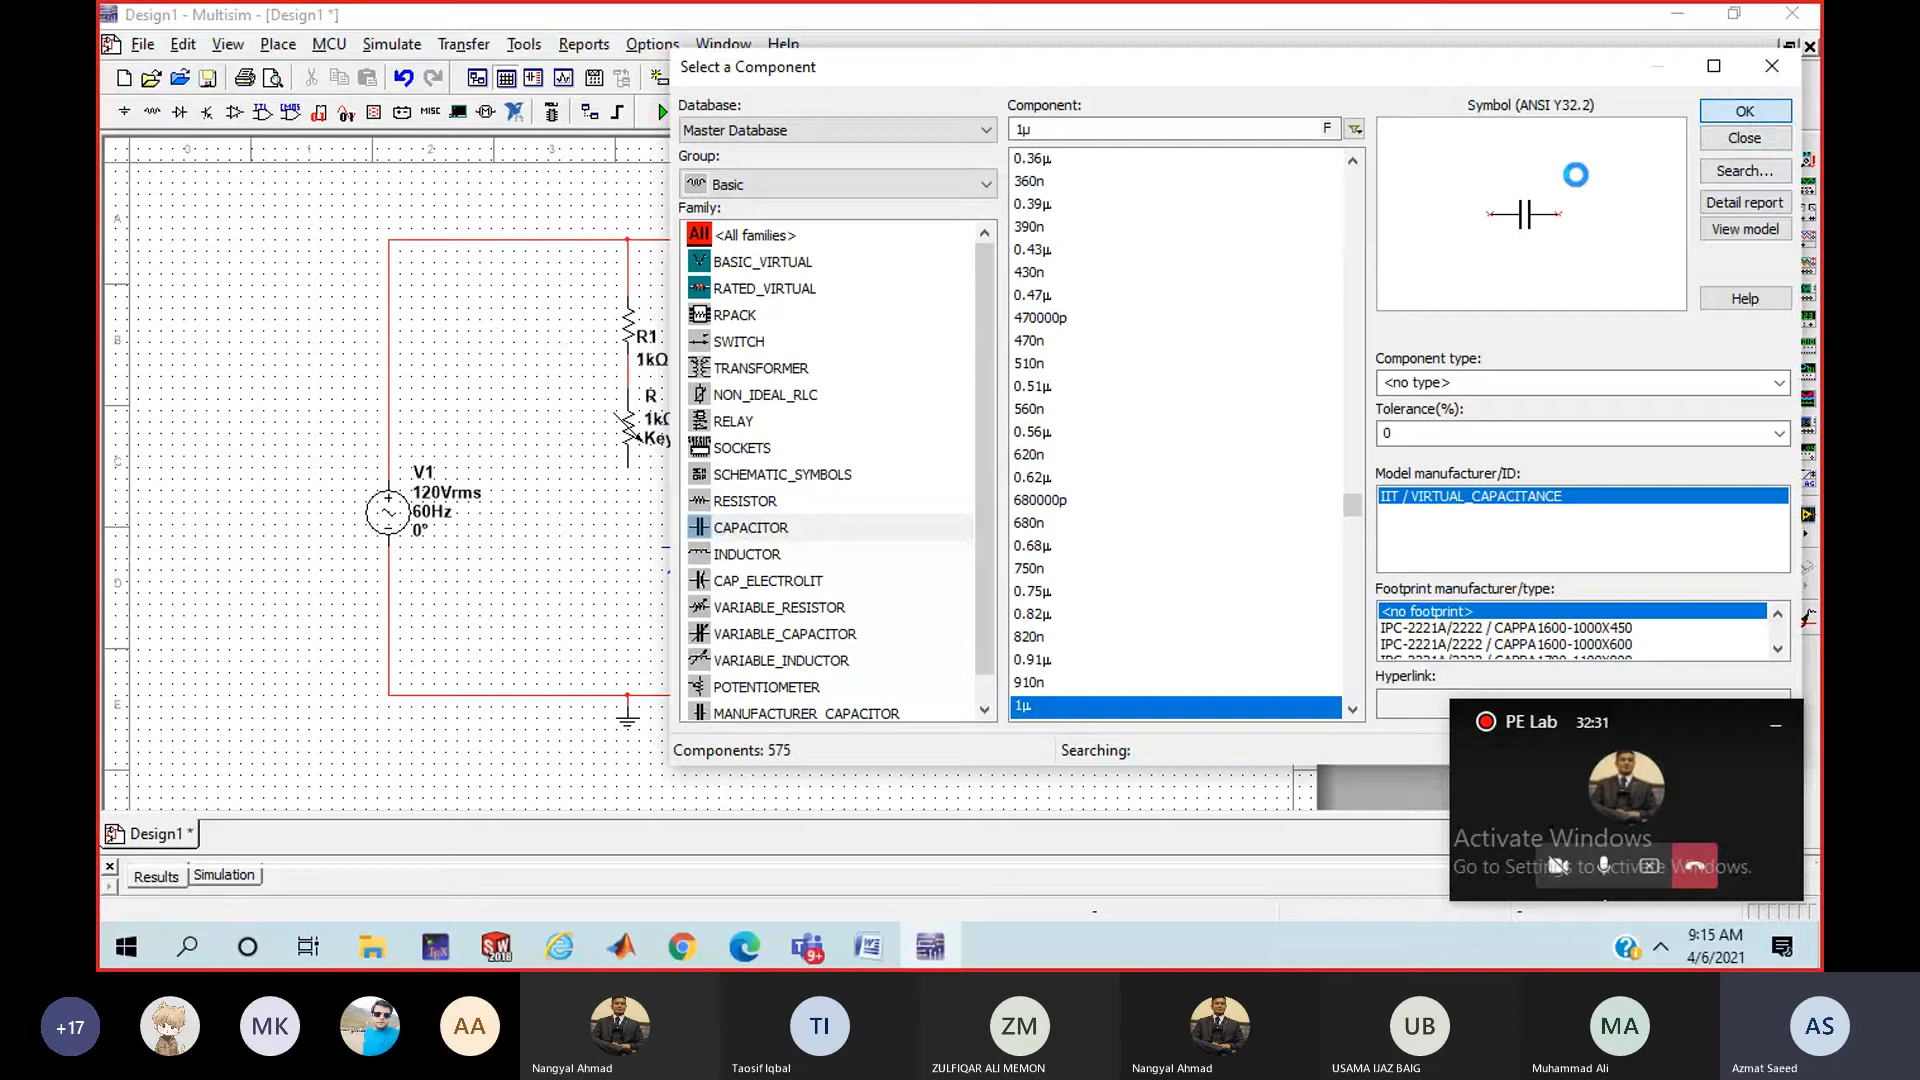 Design1 - Multisim - [Design1 *]
File Edit View Place MCU Simulate Transfer Tools Reports Options Window Help
MISC
0 1 2 3
A
B
C
D
E
R1
1kΩ
R
1kΩ
Key
V1
120Vrms
60Hz
0°
Select a Component
Database:
Master Database
Group:
Basic
Family:
All <All families>
BASIC_VIRTUAL
RATED_VIRTUAL
RPACK
SWITCH
TRANSFORMER
NON_IDEAL_RLC
RELAY
SOCKETS
SCHEMATIC_SYMBOLS
RESISTOR
CAPACITOR
INDUCTOR
CAP_ELECTROLIT
VARIABLE_RESISTOR
VARIABLE_CAPACITOR
VARIABLE_INDUCTOR
POTENTIOMETER
MANUFACTURER_CAPACITOR
Component:
1µ F
0.36µ
360n
0.39µ
390n
0.43µ
430n
0.47µ
470000p
470n
510n
0.51µ
560n
0.56µ
620n
0.62µ
680000p
680n
0.68µ
750n
0.75µ
0.82µ
820n
0.91µ
910n
1µ
Symbol (ANSI Y32.2)
OK
Close
Search...
Detail report
View model
Help
Component type:
<no type>
Tolerance(%):
0
Model manufacturer/ID:
IIT / VIRTUAL_CAPACITANCE
Footprint manufacturer/type:
<no footprint>
IPC-2221A/2222 / CAPPA1600-1000X450
IPC-2221A/2222 / CAPPA1600-1000X600
Hyperlink:
Components: 575
Searching:
PE Lab 32:31
Activate Windows
Go to Settings to activate Windows.
Design1 *
Results Simulation
9:15 AM
4/6/2021
+17
MK
AA
Nangyal Ahmad
TI
Taosif Iqbal
ZM
ZULFIQAR ALI MEMON
Nangyal Ahmad
UB
USAMA IJAZ BAIG
MA
Muhammad Ali
AS
Azmat Saeed